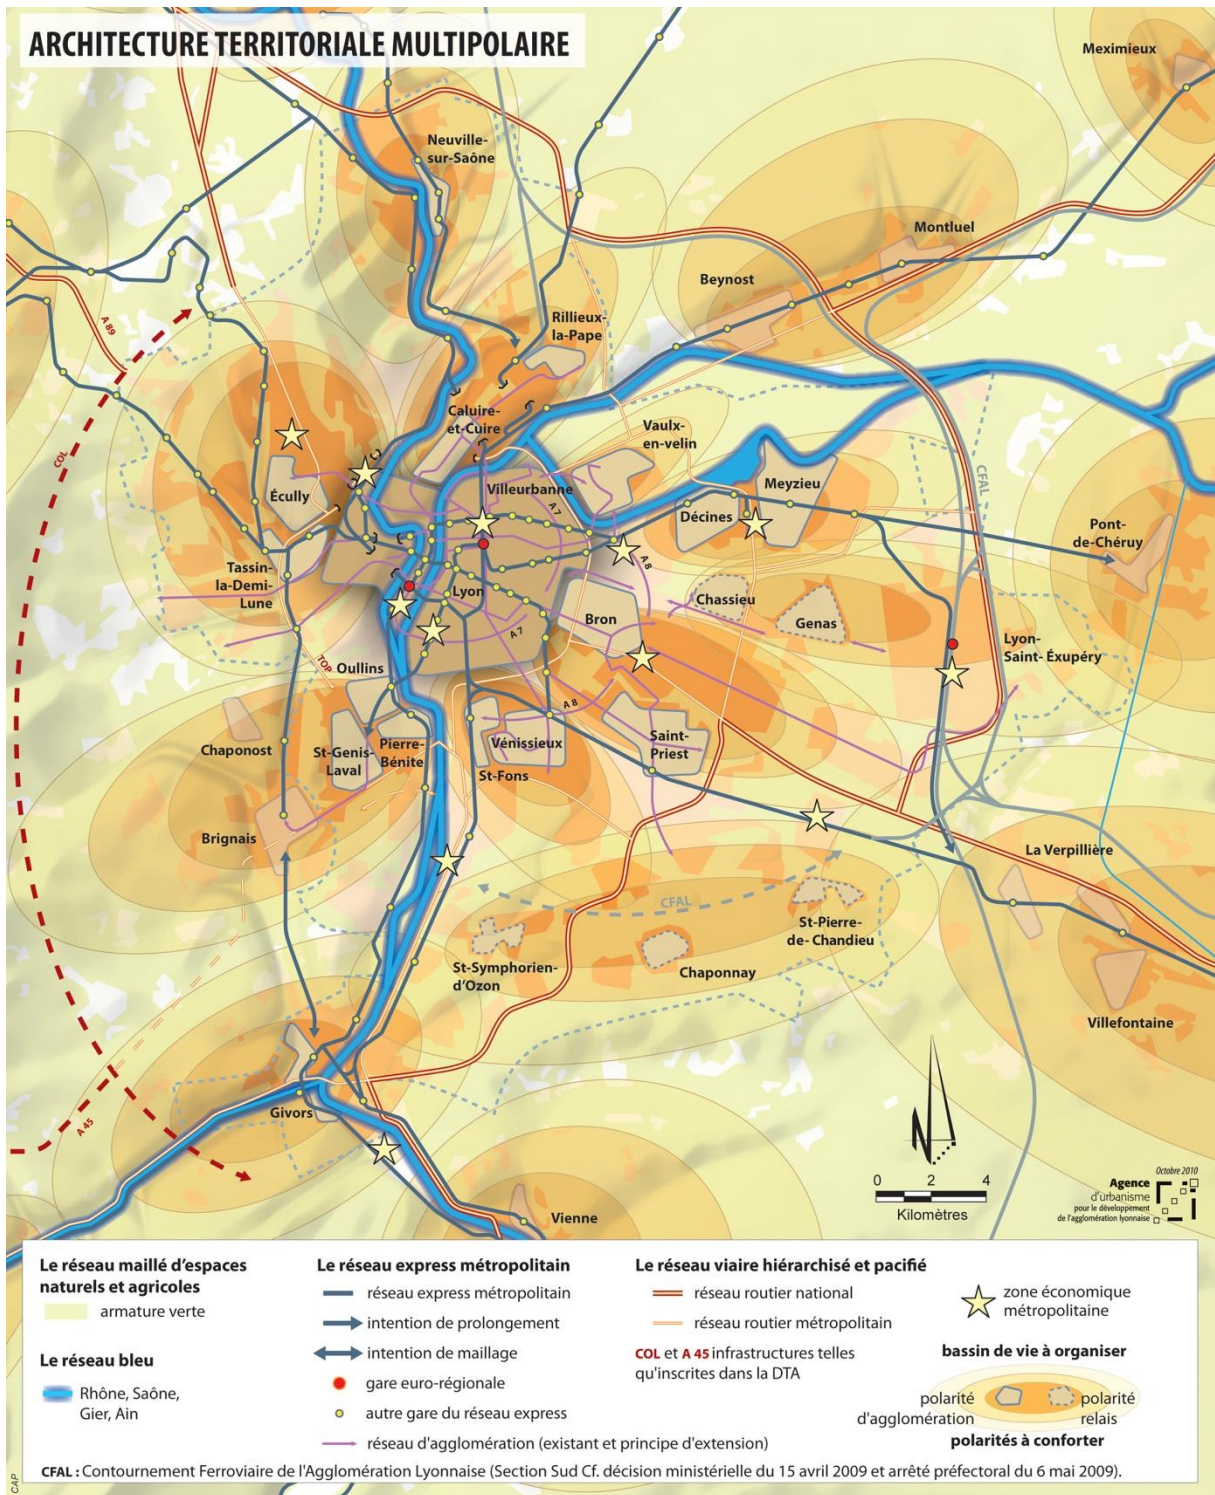 ARCHITECTURE TERRITORIALE MULTIPOLAIRE
Meximieux
Neuville-
sur-Saône
Montluel
Beynost
A 89
Rillieux-
la-Pape
COL
Caluire-
et-Cuire
Vaulx-
en-velin
CFAL
Écully
Villeurbanne
Meyzieu
A 7
Décines
Pont-
de-Chéruy
Tassin-
la-Demi-
Lune
A 8
Lyon
Chassieu
Bron
Genas
A 7
Lyon-
Saint- Éxupéry
TOP
Oullins
A 8
Chaponost
St-Genis-
Laval
Pierre-
Bénite
Vénissieux
Saint-
Priest
St-Fons
Brignais
La Verpillière
CFAL
St-Pierre-
de- Chandieu
St-Symphorien-
d'Ozon
Chaponnay
Villefontaine
Givors
A 45
N
Vienne
0 2 4
Kilomètres
Octobre 2010
Agence
d'urbanisme
pour le développement
de l'agglomération lyonnaise
Le réseau maillé d'espaces
naturels et agricoles
armature verte
Le réseau bleu
Rhône, Saône,
Gier, Ain
Le réseau express métropolitain
réseau express métropolitain
intention de prolongement
intention de maillage
gare euro-régionale
autre gare du réseau express
réseau d'agglomération (existant et principe d'extension)
Le réseau viaire hiérarchisé et pacifié
réseau routier national
réseau routier métropolitain
COL et A 45 infrastructures telles
qu'inscrites dans la DTA
zone économique
métropolitaine
bassin de vie à organiser
polarité
d'agglomération
polarité
relais
polarités à conforter
CFAL : Contournement Ferroviaire de l'Agglomération Lyonnaise (Section Sud Cf. décision ministérielle du 15 avril 2009 et arrêté préfectoral du 6 mai 2009).
CAP